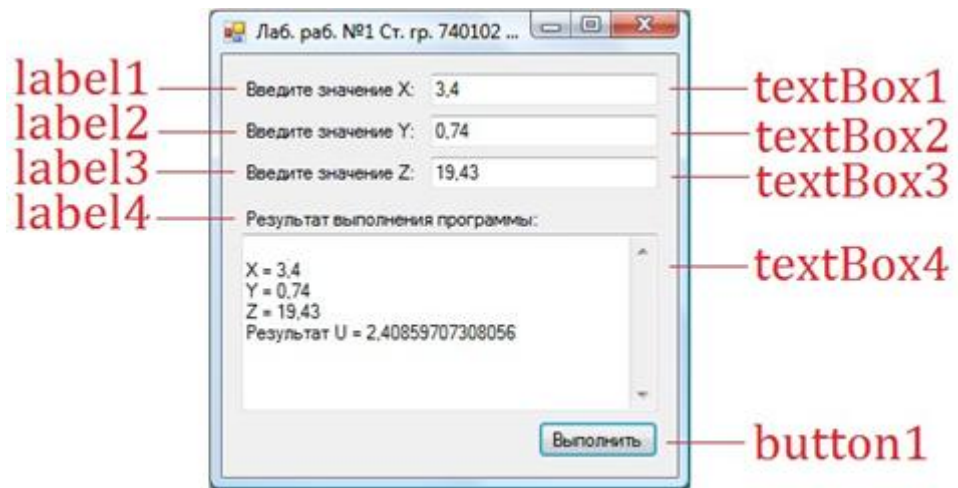 Лаб. раб. №1 Ст. гр. 740102 ...
label1 Введите значение X: 3,4 textBox1
label2 Введите значение Y: 0,74 textBox2
label3 Введите значение Z: 19,43 textBox3
label4 Результат выполнения программы:
X = 3,4 textBox4
Y = 0,74
Z = 19,43
Результат U = 2,40859707308056
Выполнить button1